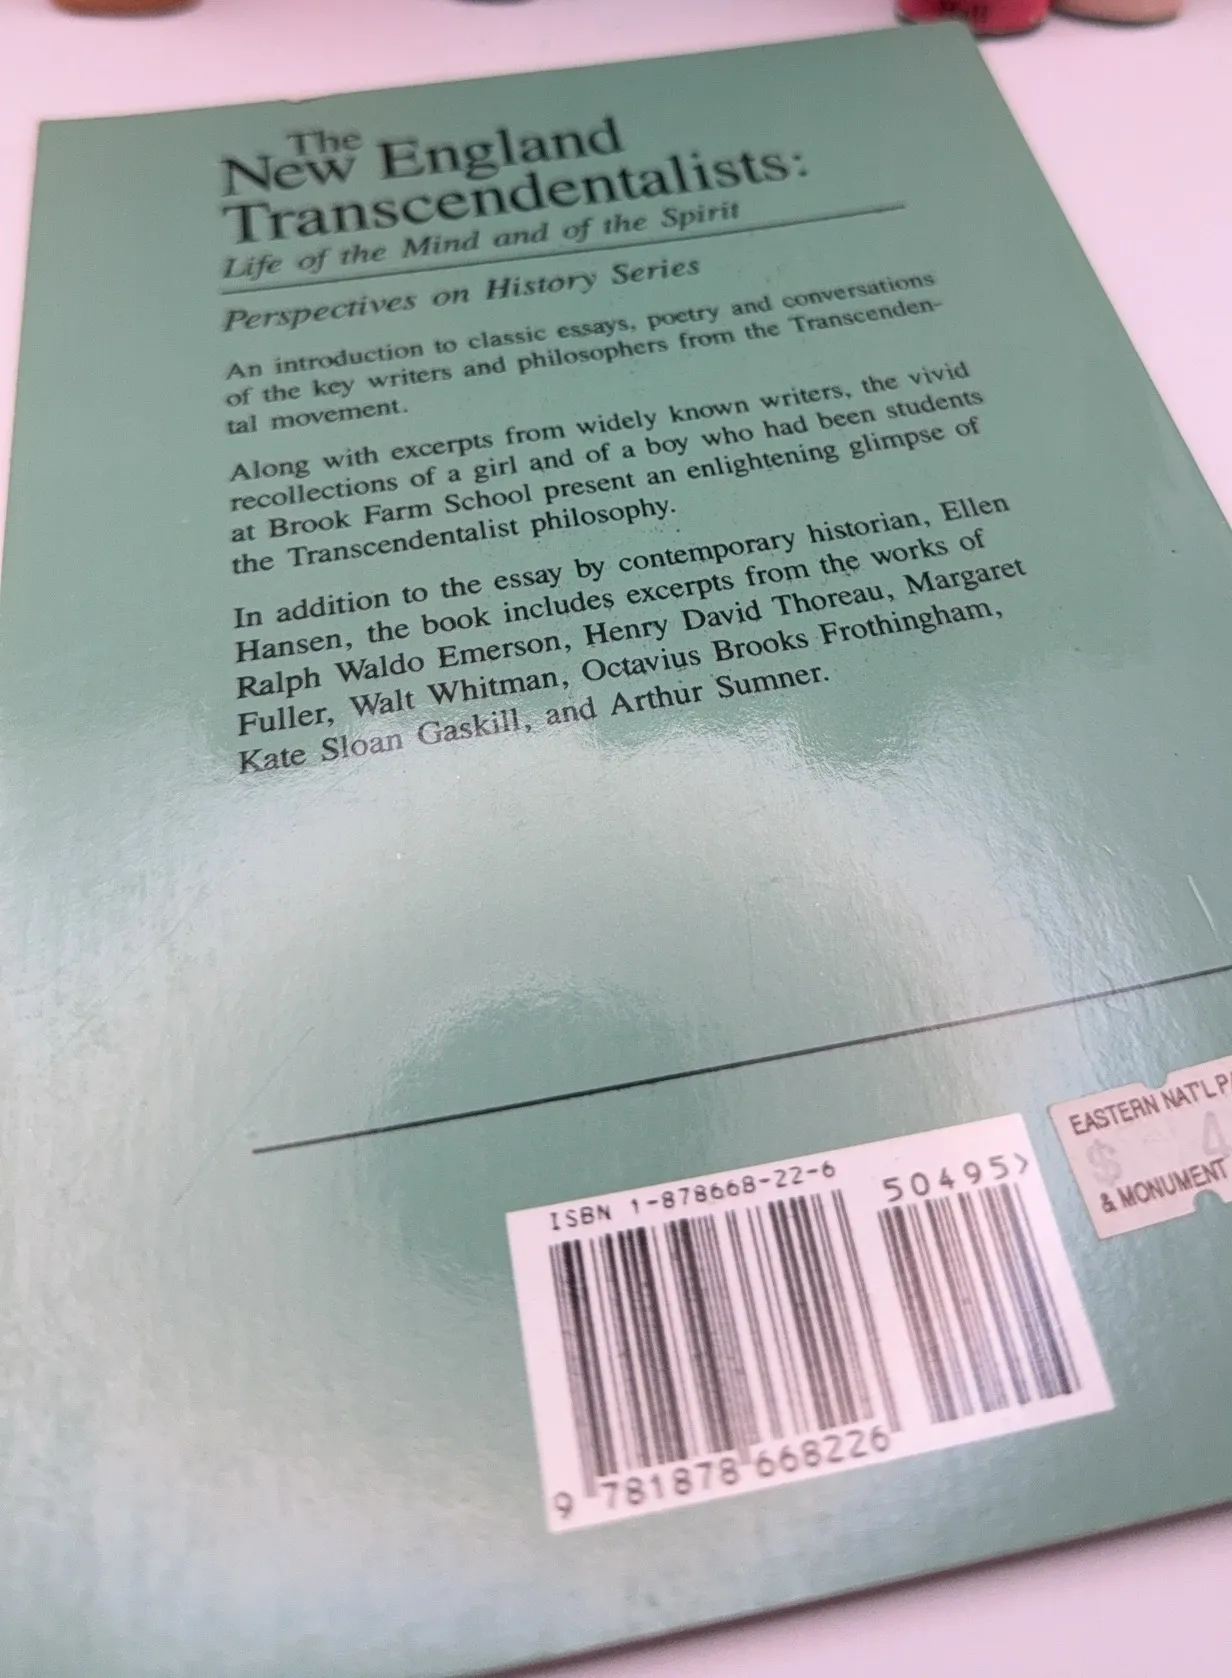 The
New England
Transcendentalists:
Life of the Mind and of the Spirit
Perspectives on History Series
An introduction to classic essays, poetry and conversations
of the key writers and philosophers from the Transcenden-
tal movement.
Along with excerpts from widely known writers, the vivid
recollections of a girl and of a boy who had been students
at Brook Farm School present an enlightening glimpse of
the Transcendentalist philosophy.
In addition to the essay by contemporary historian, Ellen
Hansen, the book includes excerpts from the works of
Ralph Waldo Emerson, Henry David Thoreau, Margaret
Fuller, Walt Whitman, Octavius Brooks Frothingham,
Kate Sloan Gaskill, and Arthur Sumner.
EASTERN NAT'L
$ 4
& MONUMENT
ISBN 1-878668-22-6
50495>
9 781878 668226